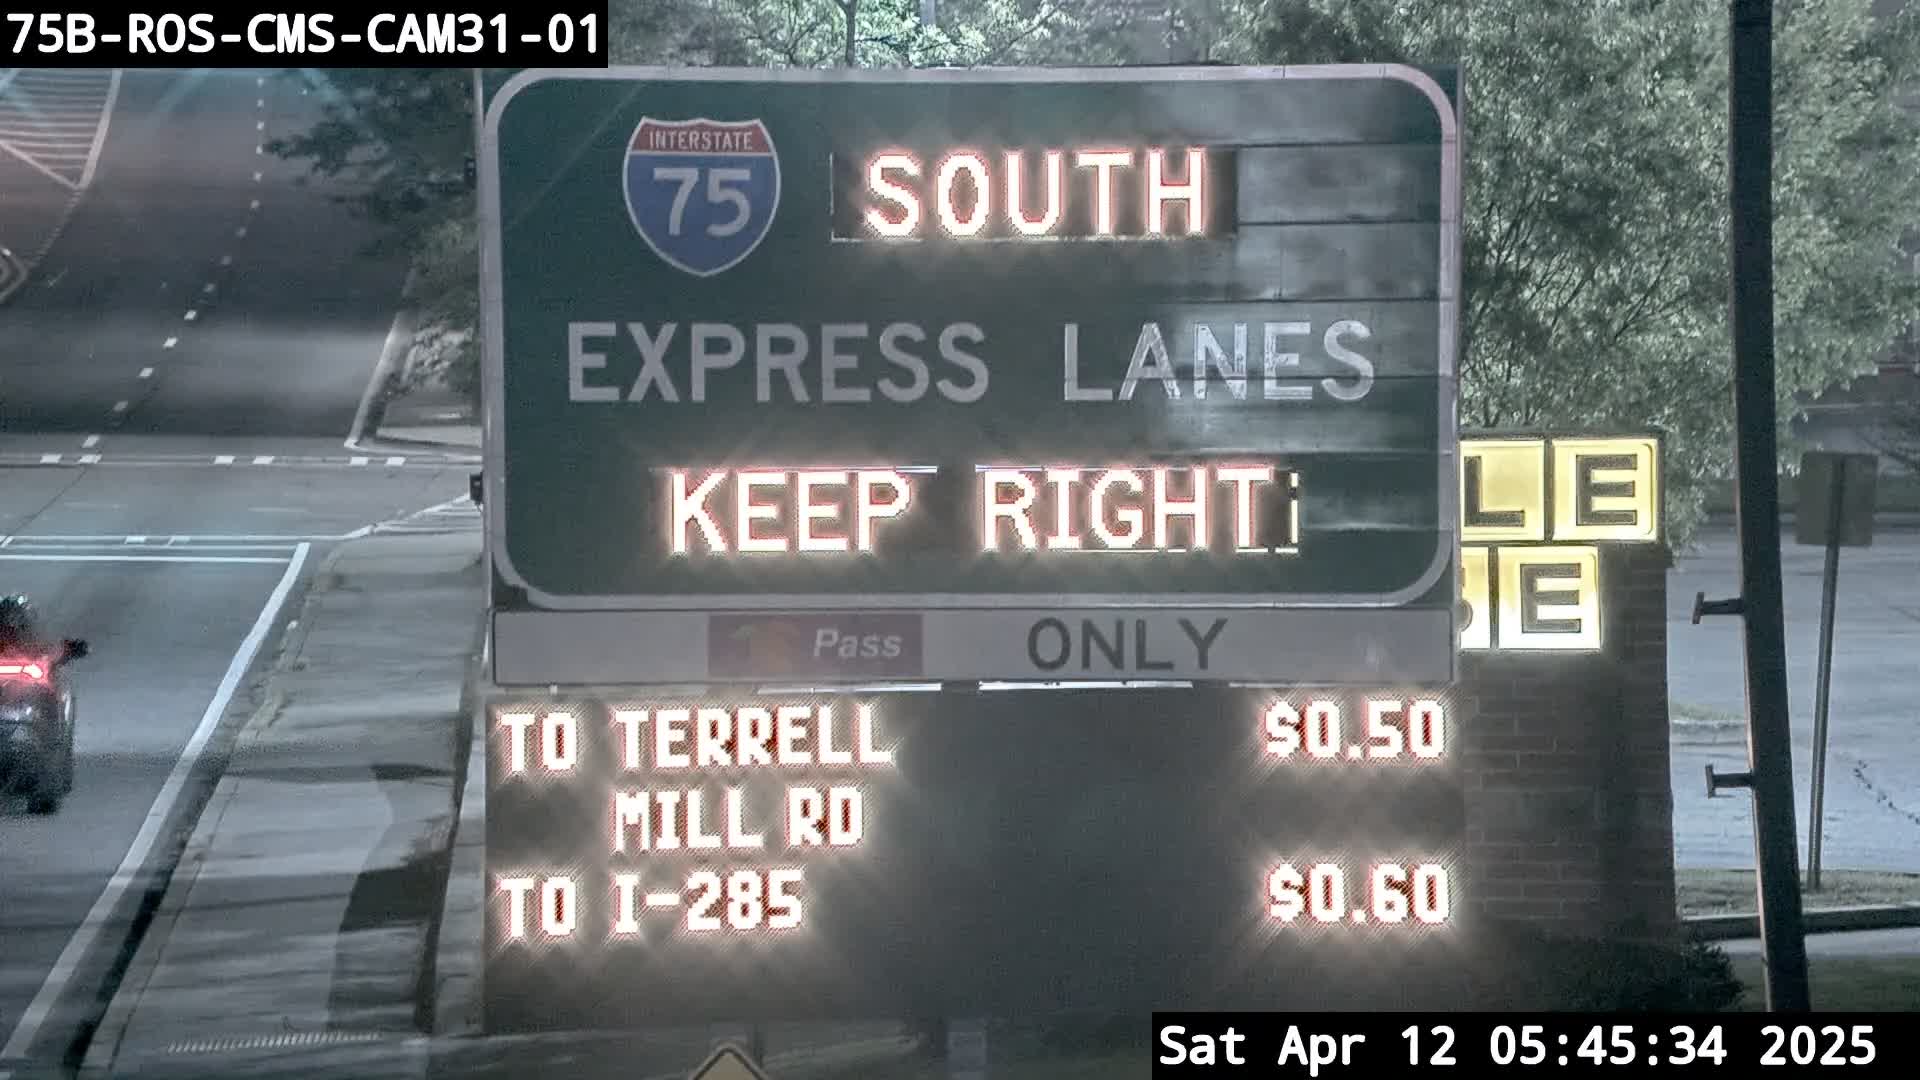 75B-ROS-CMS-CAM31-01
INTERSTATE
75
SOUTH
EXPRESS LANES
KEEP RIGHT
LE
E
Pass ONLY
TO TERRELL $0.50
MILL RD
TO I-285 $0.60
Sat Apr 12 05:45:34 2025